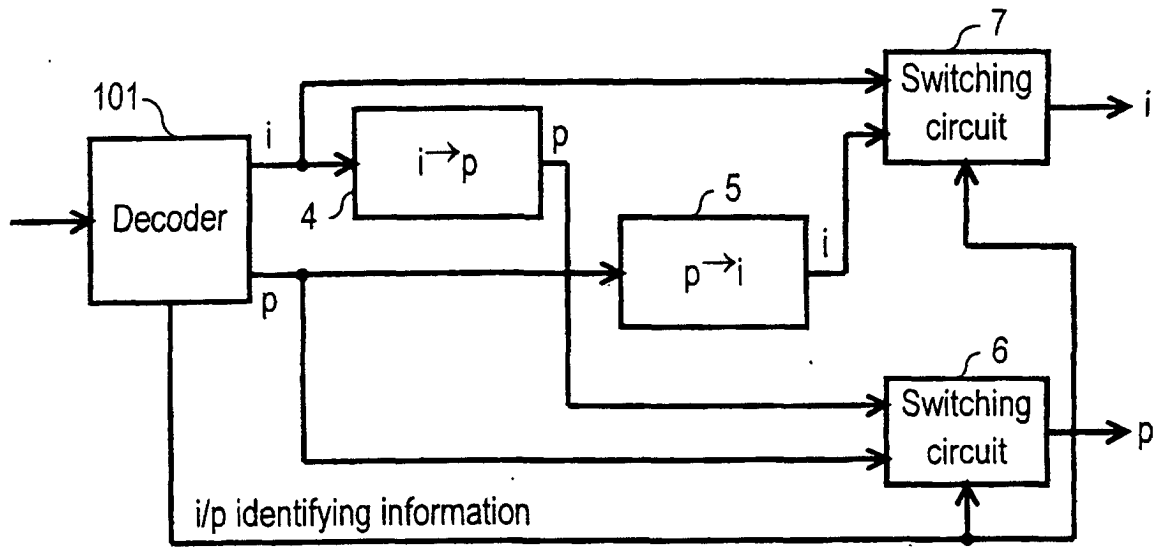 7
Switching
circuit
i
101
i
p
i→p
4
Decoder
5
i
p→i
p
6
Switching
circuit
p
i/p identifying information